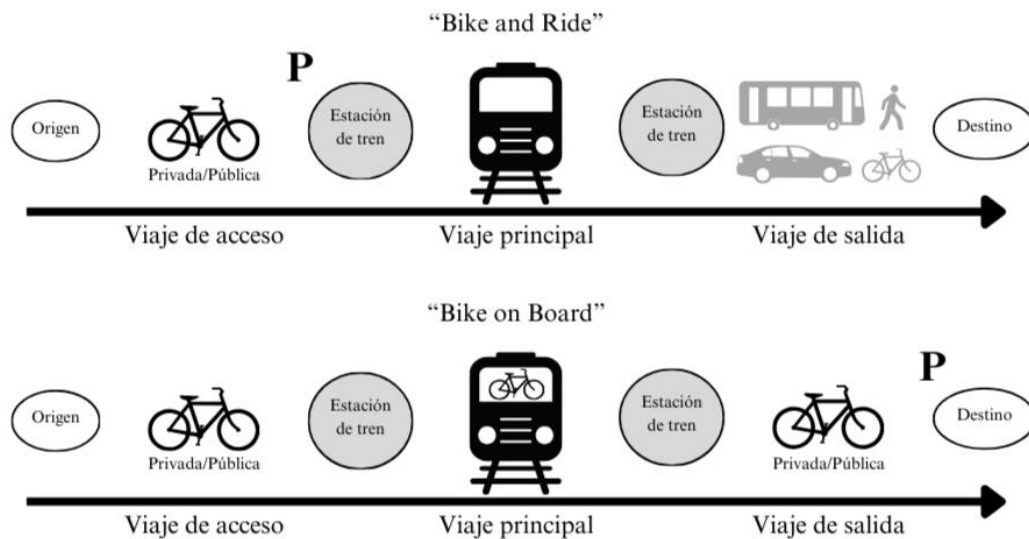 “Bike and Ride”
P
Origen
Privada/Pública
Estación
de tren
Estación
de tren
Destino
Viaje de acceso
Viaje principal
Viaje de salida
“Bike on Board”
P
Origen
Privada/Pública
Estación
de tren
Estación
de tren
Privada/Pública
Destino
Viaje de acceso
Viaje principal
Viaje de salida